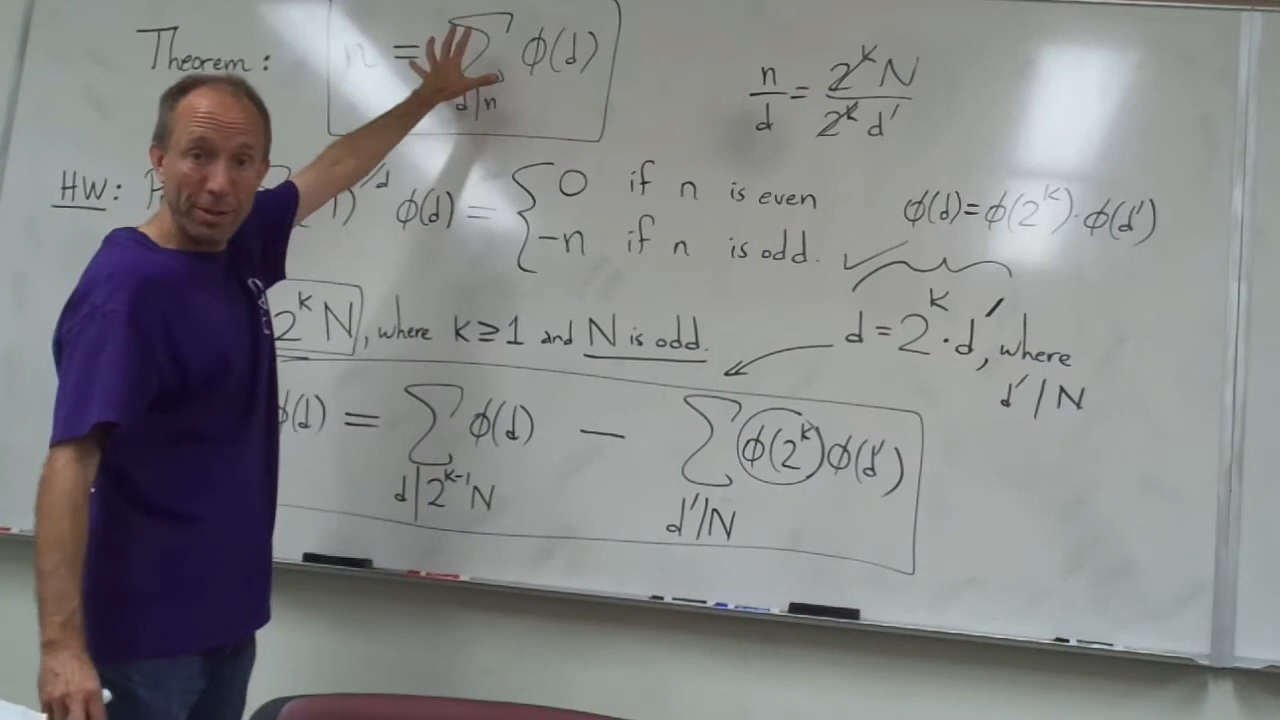 Theorem: n = ∑ φ(d)
d|n
n/d = 2^k N / 2^k d'
HW: 1)^n/d φ(d) = { 0 if n is even
-n if n is odd.
φ(d)=φ(2^k)·φ(d')
2^k N, where k≥1 and N is odd.
d = 2^k · d', where
d'|N
φ(d) = ∑ φ(d) - ∑ φ(2^k)φ(d')
d|2^k-1 N d'|N